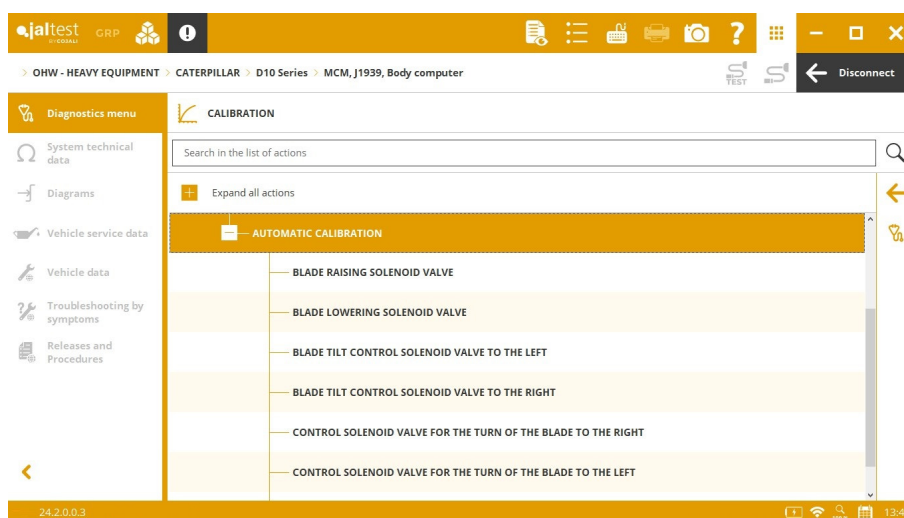 jaltest GRP
BY COJALI
OHW - HEAVY EQUIPMENT > CATERPILLAR > D10 Series > MCM, J1939, Body computer
TEST
Disconnect
Diagnostics menu
CALIBRATION
System technical
data
Search in the list of actions
Diagrams
Expand all actions
Vehicle service data
AUTOMATIC CALIBRATION
Vehicle data
BLADE RAISING SOLENOID VALVE
Troubleshooting by
symptoms
BLADE LOWERING SOLENOID VALVE
Releases and
Procedures
BLADE TILT CONTROL SOLENOID VALVE TO THE LEFT
BLADE TILT CONTROL SOLENOID VALVE TO THE RIGHT
CONTROL SOLENOID VALVE FOR THE TURN OF THE BLADE TO THE RIGHT
CONTROL SOLENOID VALVE FOR THE TURN OF THE BLADE TO THE LEFT
24.2.0.0.3